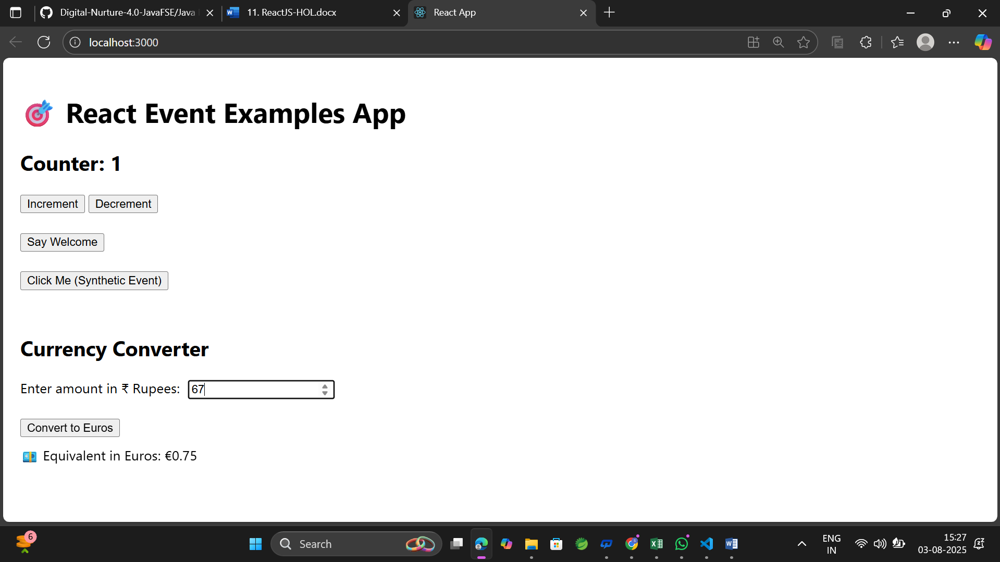 Digital-Nurture-4.0-JavaFSE/Java
11. ReactJS-HOL.docx
React App
localhost:3000
React Event Examples App
Counter: 1
Increment Decrement
Say Welcome
Click Me (Synthetic Event)
Currency Converter
Enter amount in ₹ Rupees: 67
Convert to Euros
Equivalent in Euros: €0.75
6
Search
ENG
IN
15:27
03-08-2025